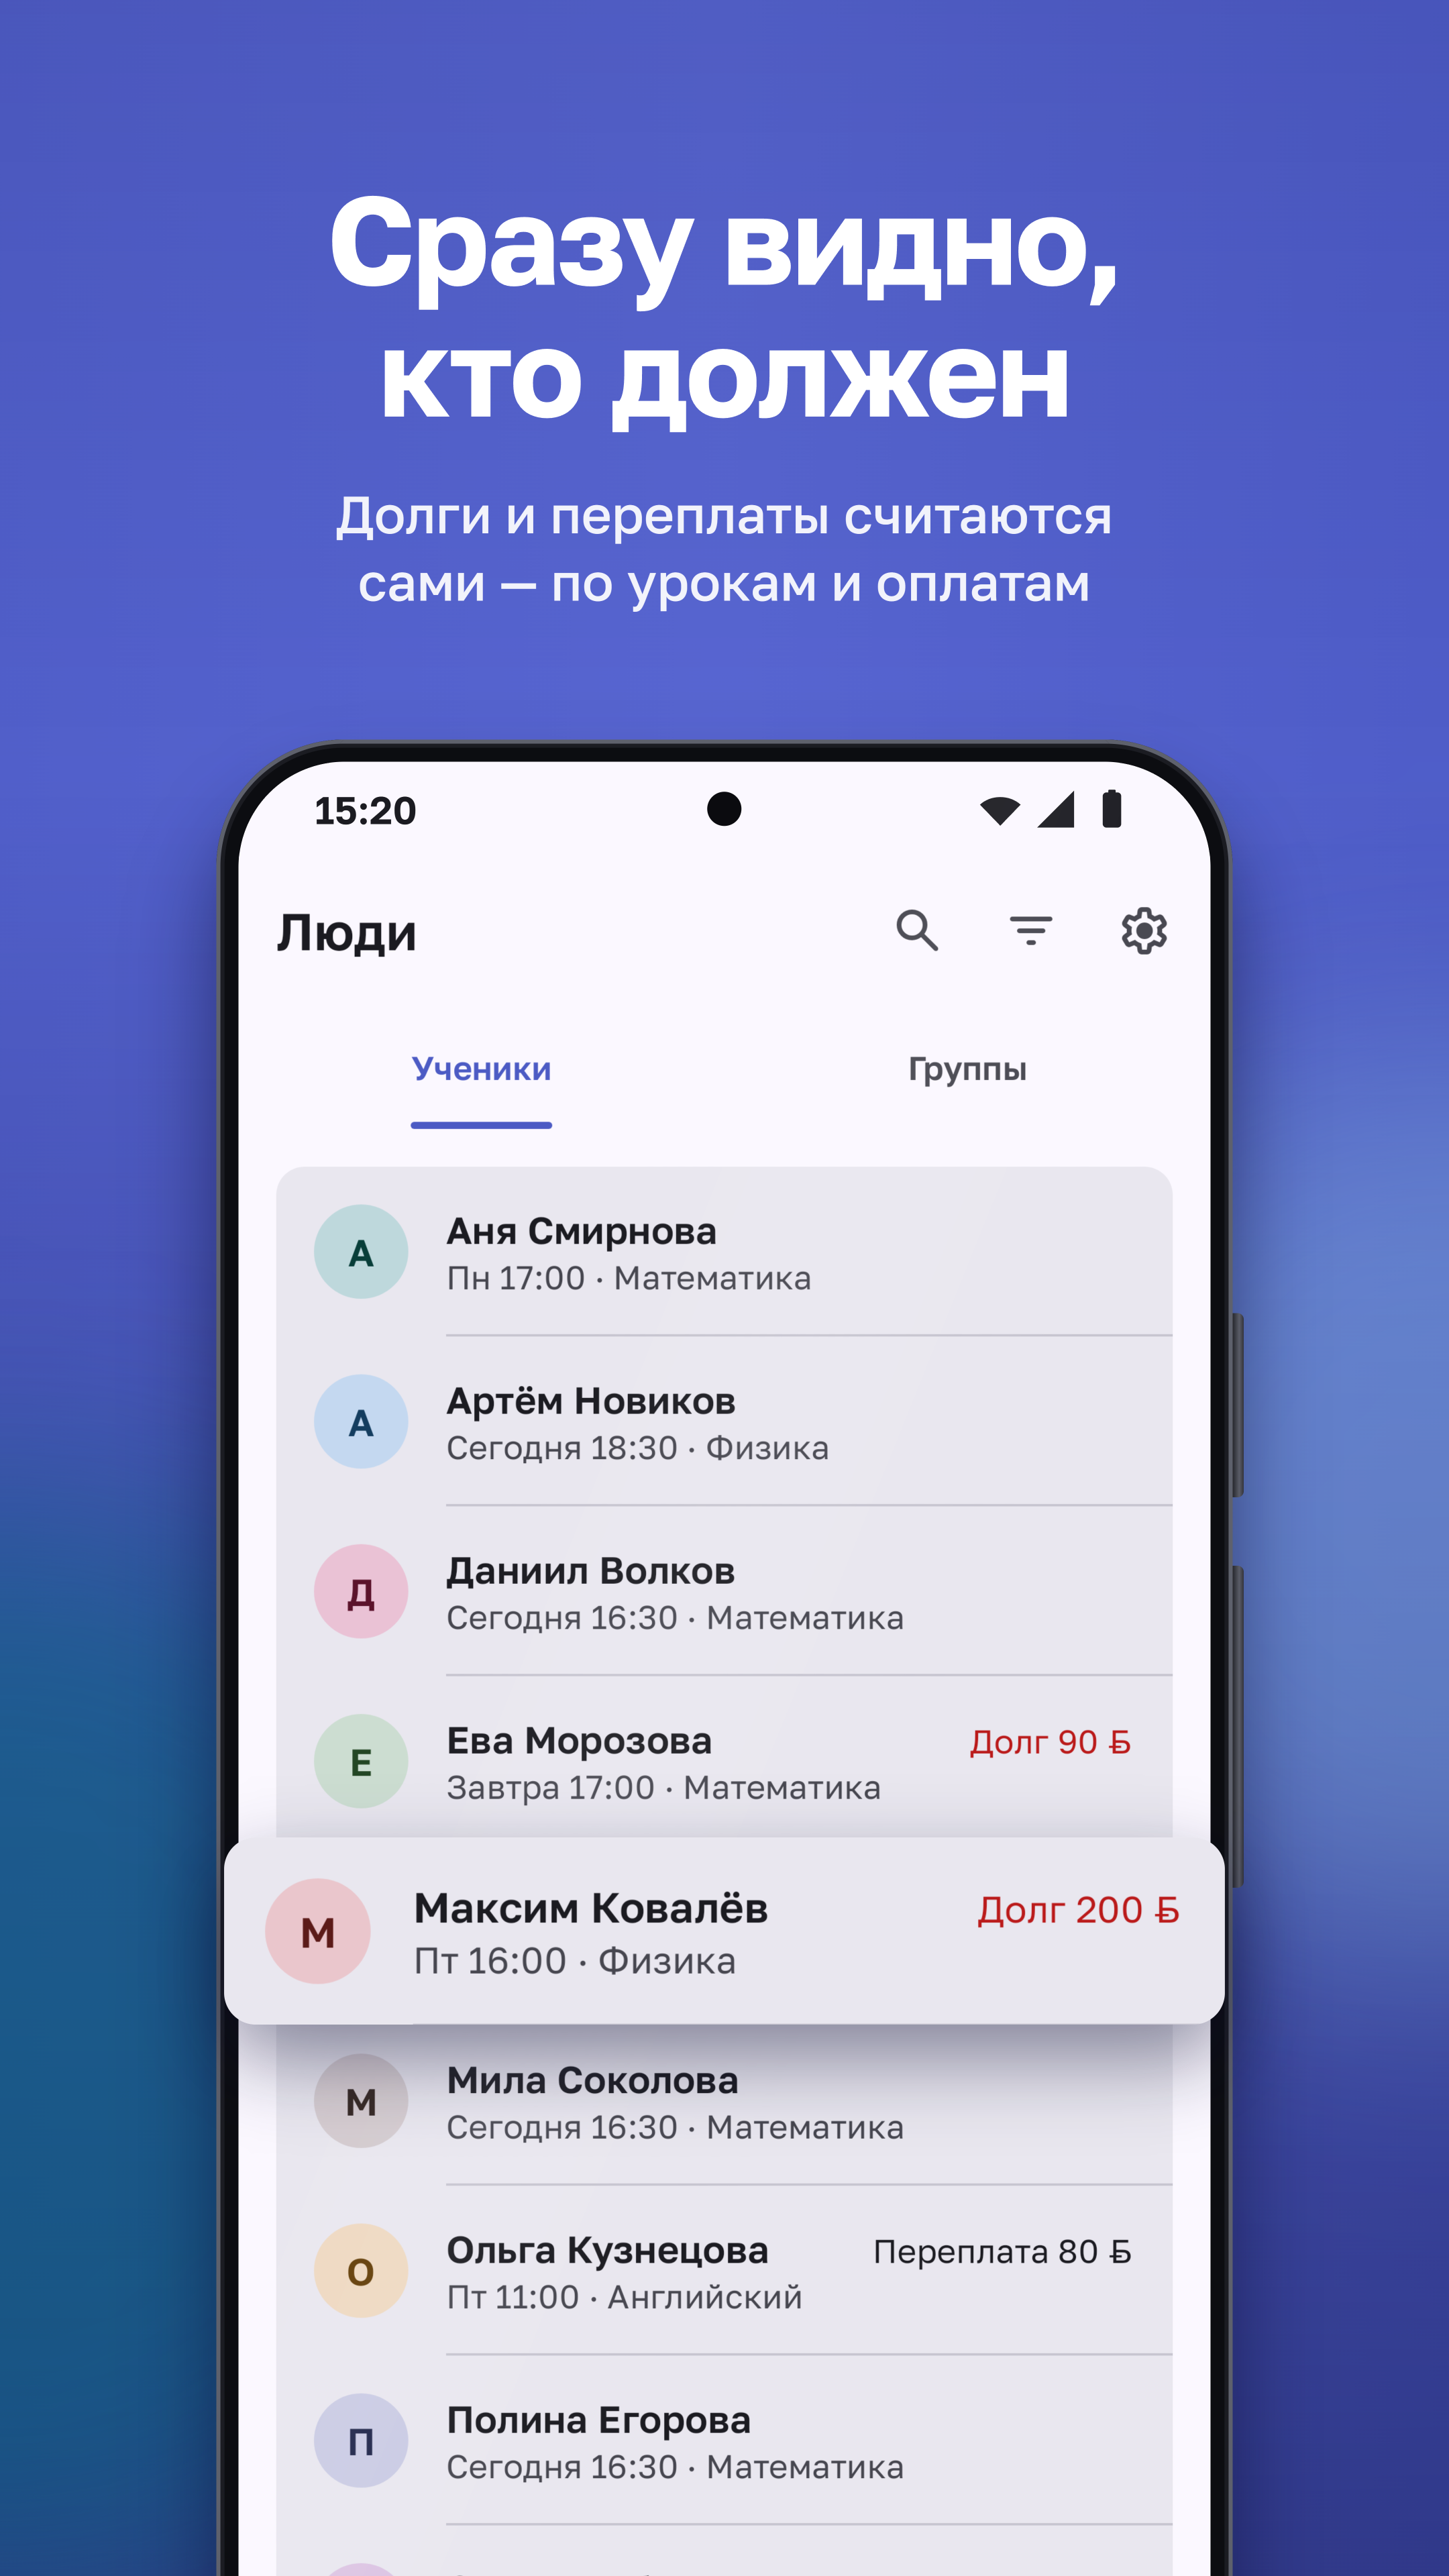 Сразу видно,
кто должен
Долги и переплаты считаются
сами — по урокам и оплатам
15:20
Люди
Ученики
Группы
А
Аня Смирнова
Пн 17:00 · Математика
А
Артём Новиков
Сегодня 18:30 · Физика
Д
Даниил Волков
Сегодня 16:30 · Математика
Е
Ева Морозова
Долг 90 Ƃ
Завтра 17:00 · Математика
М
Максим Ковалёв
Долг 200 Ƃ
Пт 16:00 · Физика
М
Мила Соколова
Сегодня 16:30 · Математика
О
Ольга Кузнецова
Переплата 80 Ƃ
Пт 11:00 · Английский
П
Полина Егорова
Сегодня 16:30 · Математика